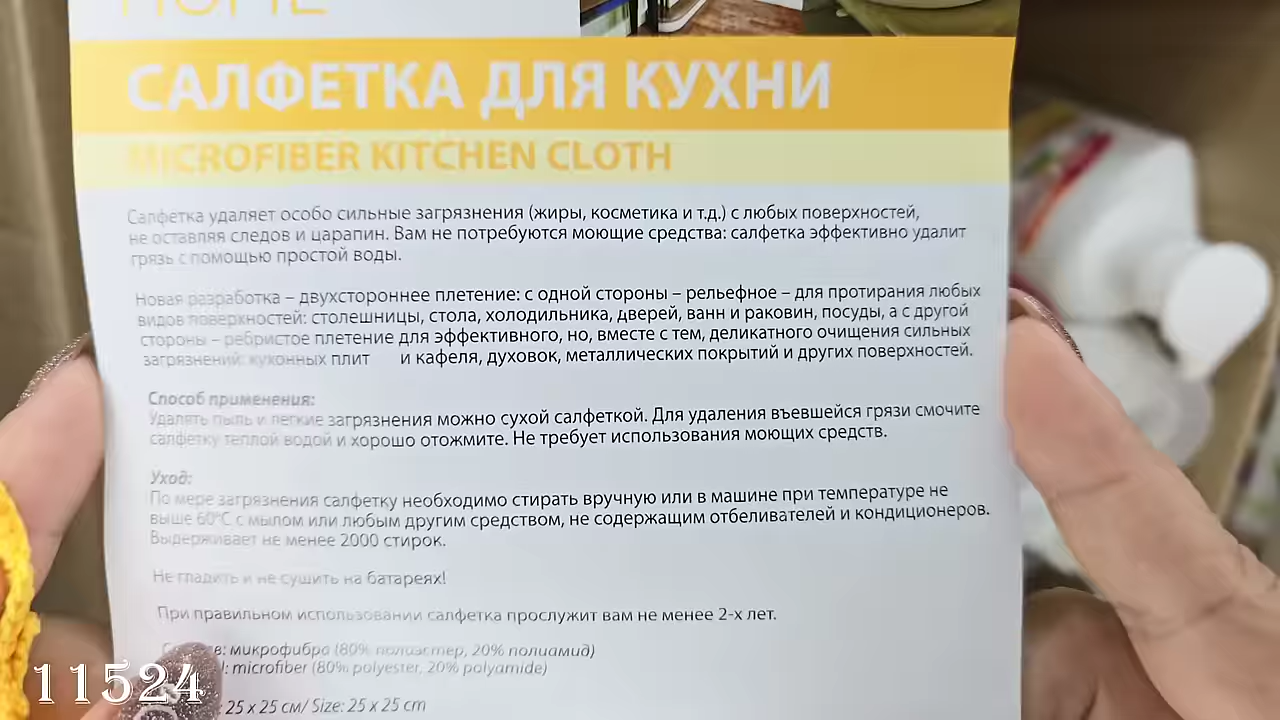 HOME
САЛФЕТКА ДЛЯ КУХНИ
MICROFIBER KITCHEN CLOTH
Салфетка удаляет особо сильные загрязнения (жиры, косметика и т.д.) с любых поверхностей,
не оставляя следов и царапин. Вам не потребуются моющие средства: салфетка эффективно удалит
грязь с помощью простой воды.
Новая разработка – двухстороннее плетение: с одной стороны – рельефное – для протирания любых
видов поверхностей: столешницы, стола, холодильника, дверей, ванн и раковин, посуды, а с другой
стороны – ребристое плетение для эффективного, но, вместе с тем, деликатного очищения сильных
загрязнений: кухонных плит и кафеля, духовок, металлических покрытий и других поверхностей.
Способ применения:
Удалять пыль и легкие загрязнения можно сухой салфеткой. Для удаления въевшейся грязи смочите
салфетку теплой водой и хорошо отожмите. Не требует использования моющих средств.
Уход:
По мере загрязнения салфетку необходимо стирать вручную или в машине при температуре не
выше 60°С с мылом или любым другим средством, не содержащим отбеливателей и кондиционеров.
Выдерживает не менее 2000 стирок.
Не гладить и не сушить на батареях!
При правильном использовании салфетка прослужит вам не менее 2-х лет.
микрофибра (80% полиэстер, 20% полиамид)
microfiber (80% polyester, 20% polyamide)
25 x 25 см/ Size: 25 x 25 cm
11524